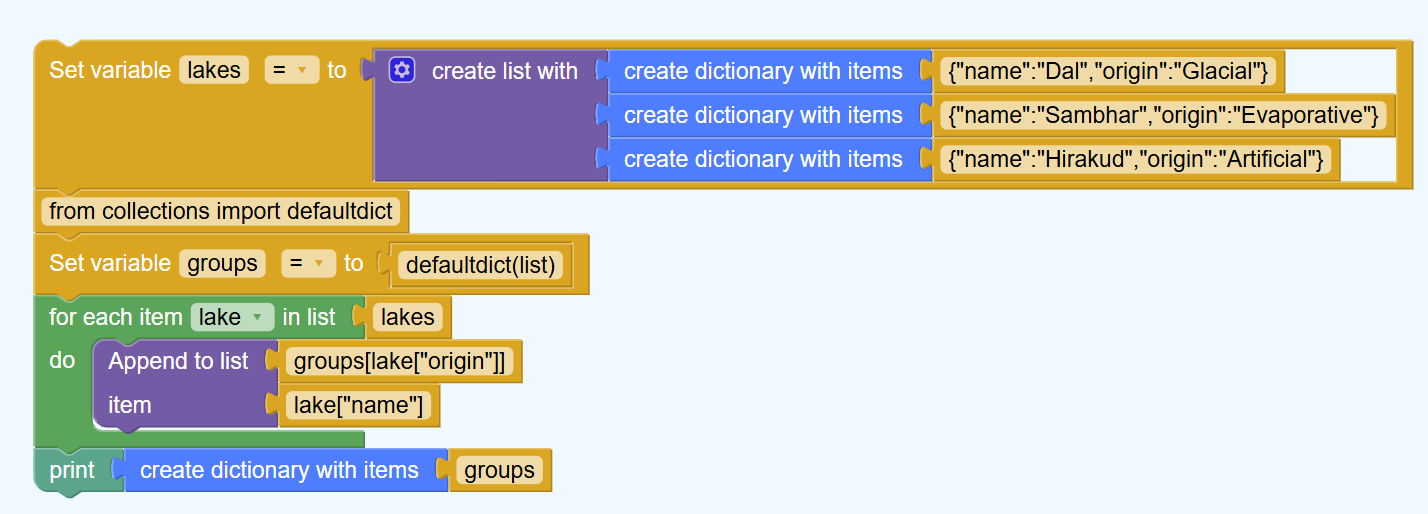 Set variable lakes = to create list with create dictionary with items {"name":"Dal","origin":"Glacial"}
create dictionary with items {"name":"Sambhar","origin":"Evaporative"}
create dictionary with items {"name":"Hirakud","origin":"Artificial"}
from collections import defaultdict
Set variable groups = to defaultdict(list)
for each item lake in list lakes
do Append to list groups[lake["origin"]]
item lake["name"]
print create dictionary with items groups